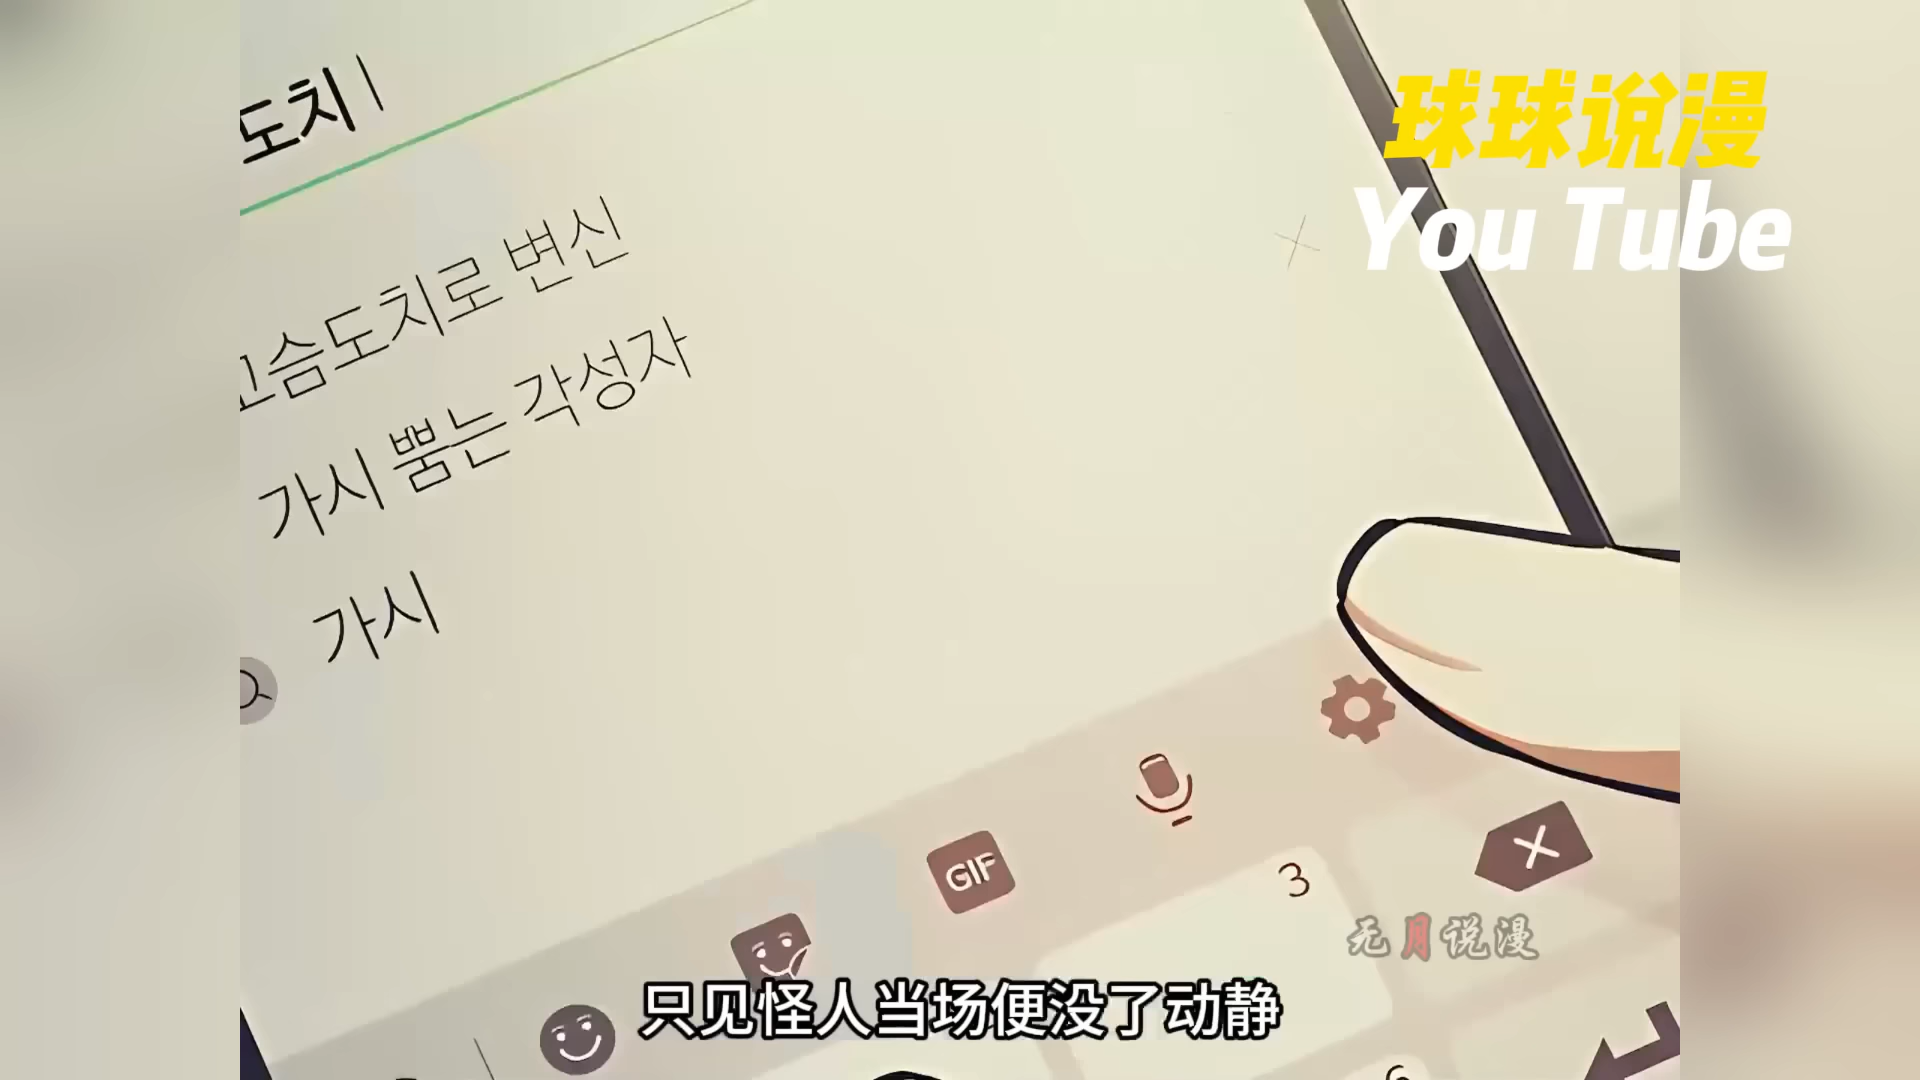 도치
고슴도치로 변신
가시 뿜는 각성자
가시
球球说漫
You Tube
GIF
3
无月说漫
只见怪人当场便没了动静
6